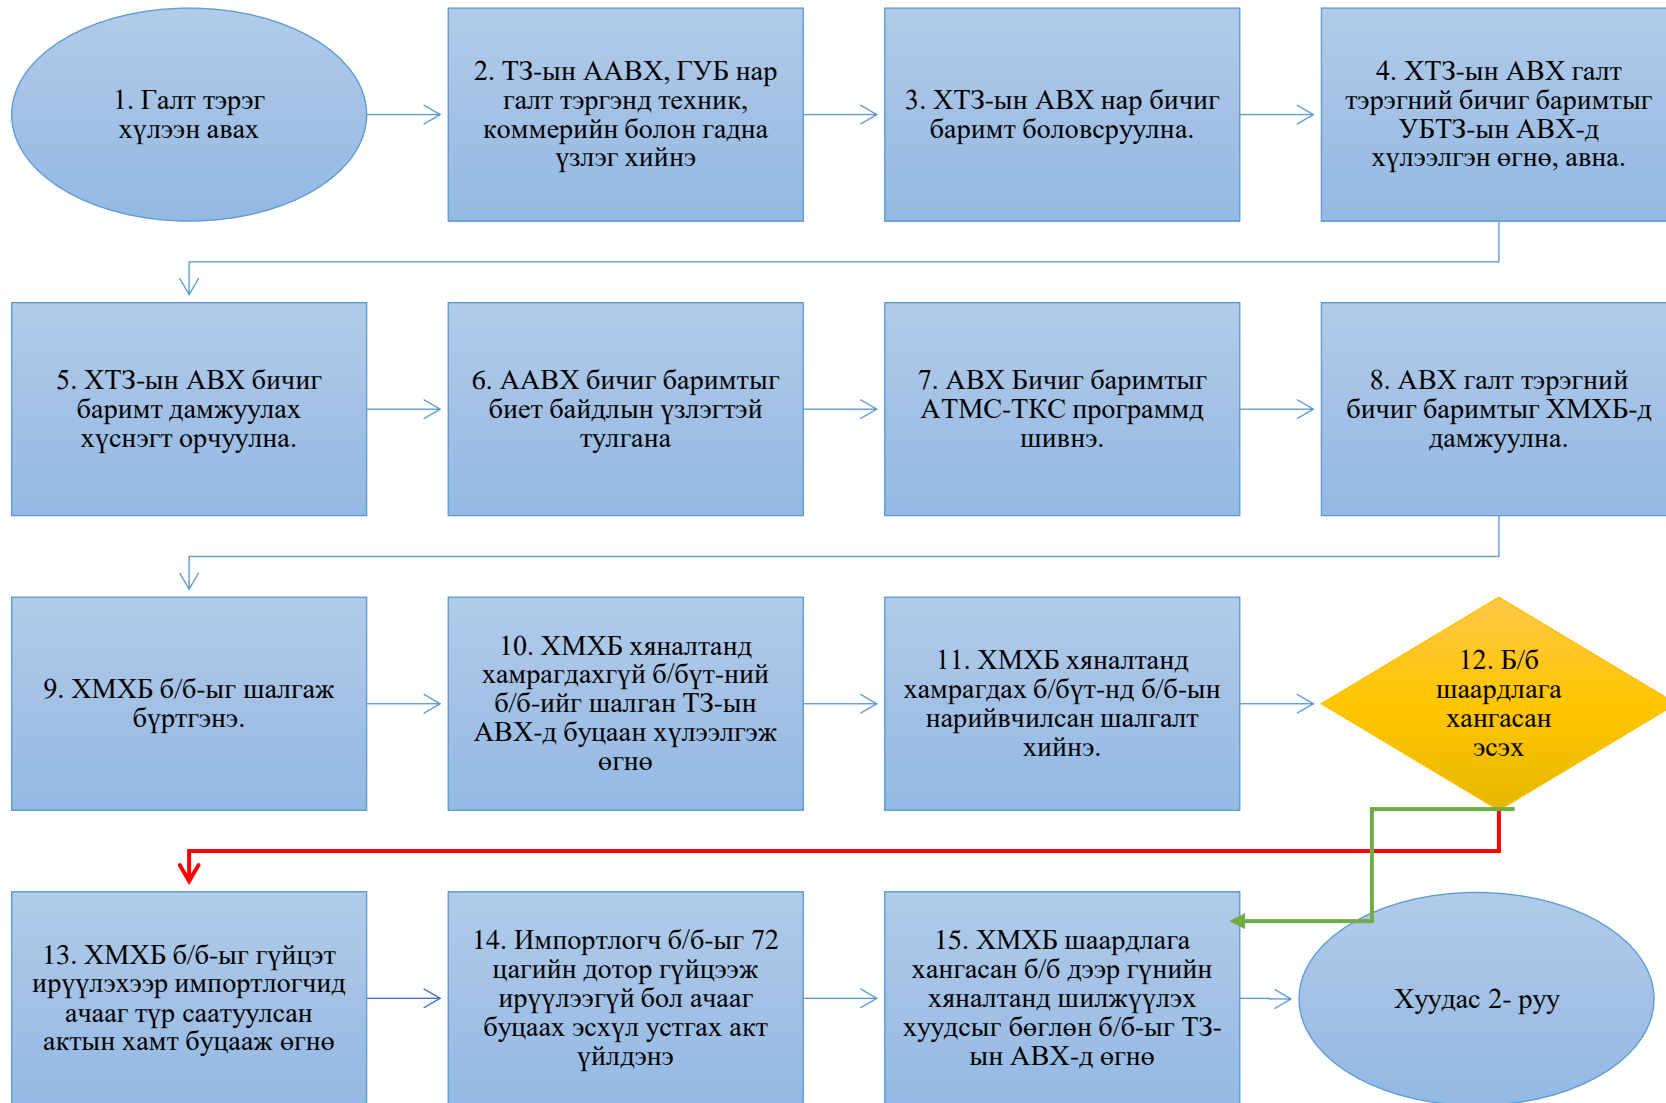 1. Галт тэрэг
хүлээн авах
2. ТЗ-ын ААВХ, ГУБ нар
галт тэргэнд техник,
коммерийн болон гадна
үзлэг хийнэ
3. ХТЗ-ын АВХ нар бичиг
баримт боловсруулна.
4. ХТЗ-ын АВХ галт
тэрэгний бичиг баримтыг
УБТЗ-ын АВХ-д
хүлээлгэн өгнө, авна.
5. ХТЗ-ын АВХ бичиг
баримт дамжуулах
хүснэгт орчуулна.
6. ААВХ бичиг баримтыг
биет байдлын үзлэгтэй
тулгана
7. АВХ Бичиг баримтыг
АТМС-ТКС программд
шивнэ.
8. АВХ галт тэрэгний
бичиг баримтыг ХМХБ-д
дамжуулна.
9. ХМХБ б/б-ыг шалгаж
бүртгэнэ.
10. ХМХБ хяналтанд
хамрагдахгүй б/бүт-ний
б/б-ийг шалган ТЗ-ын
АВХ-д буцаан хүлээлгэж
өгнө
11. ХМХБ хяналтанд
хамрагдах б/бүт-нд б/б-ын
нарийвчилсан шалгалт
хийнэ.
12. Б/б
шаардлага
хангасан
эсэх
13. ХМХБ б/б-ыг гүйцэт
ирүүлэхээр импортлогчид
ачааг түр саатуулсан
актын хамт буцааж өгнө
14. Импортлогч б/б-ыг 72
цагийн дотор гүйцээж
ирүүлээгүй бол ачааг
буцаах эсхүл устгах акт
үйлдэнэ
15. ХМХБ шаардлага
хангасан б/б дээр гүнийн
хяналтанд шилжүүлэх
хуудсыг бөглөн б/б-ыг ТЗ-
ын АВХ-д өгнө
Хуудас 2- руу